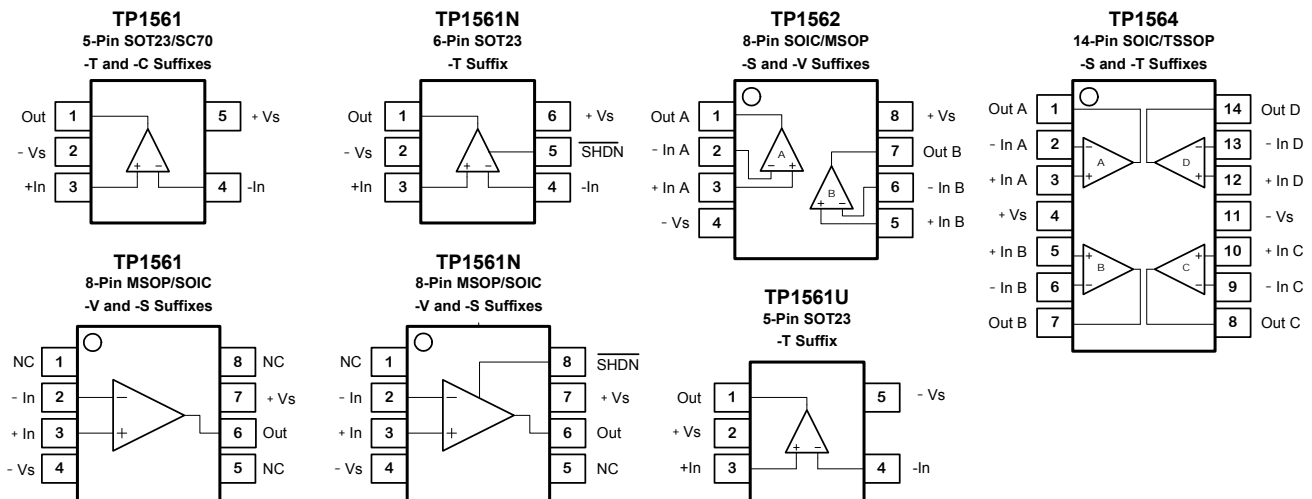 TP1561
5-Pin SOT23/SC70
-T and -C Suffixes
Out 1 5 + Vs
- Vs 2
+In 3 4 -In
+ −
TP1561N
6-Pin SOT23
-T Suffix
Out 1 6 + Vs
- Vs 2 5 SHDN
+In 3 4 -In
+ −
TP1562
8-Pin SOIC/MSOP
-S and -V Suffixes
Out A 1 8 + Vs
- In A 2 7 Out B
+ In A 3 6 - In B
- Vs 4 5 + In B
A
− +
B
+ −
TP1564
14-Pin SOIC/TSSOP
-S and -T Suffixes
Out A 1 14 Out D
- In A 2 − A D − 13 - In D
+ In A 3 + + 12 + In D
+ Vs 4 11 - Vs
+ In B 5 + B C + 10 + In C
- In B 6 − − 9 - In C
Out B 7 8 Out C
TP1561
8-Pin MSOP/SOIC
-V and -S Suffixes
NC 1 8 NC
- In 2 − 7 + Vs
+ In 3 + 6 Out
- Vs 4 5 NC
TP1561N
8-Pin MSOP/SOIC
-V and -S Suffixes
NC 1 8 SHDN
- In 2 − 7 + Vs
+ In 3 + 6 Out
- Vs 4 5 NC
TP1561U
5-Pin SOT23
-T Suffix
Out 1 5 - Vs
+ Vs 2
+In 3 4 -In
+ −